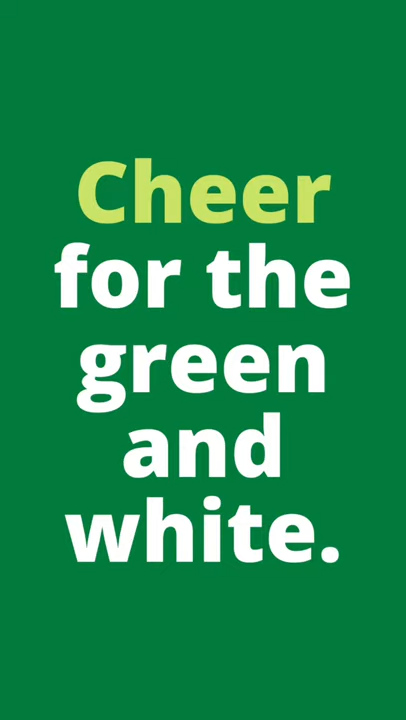 Cheer
for the
green
and
white.